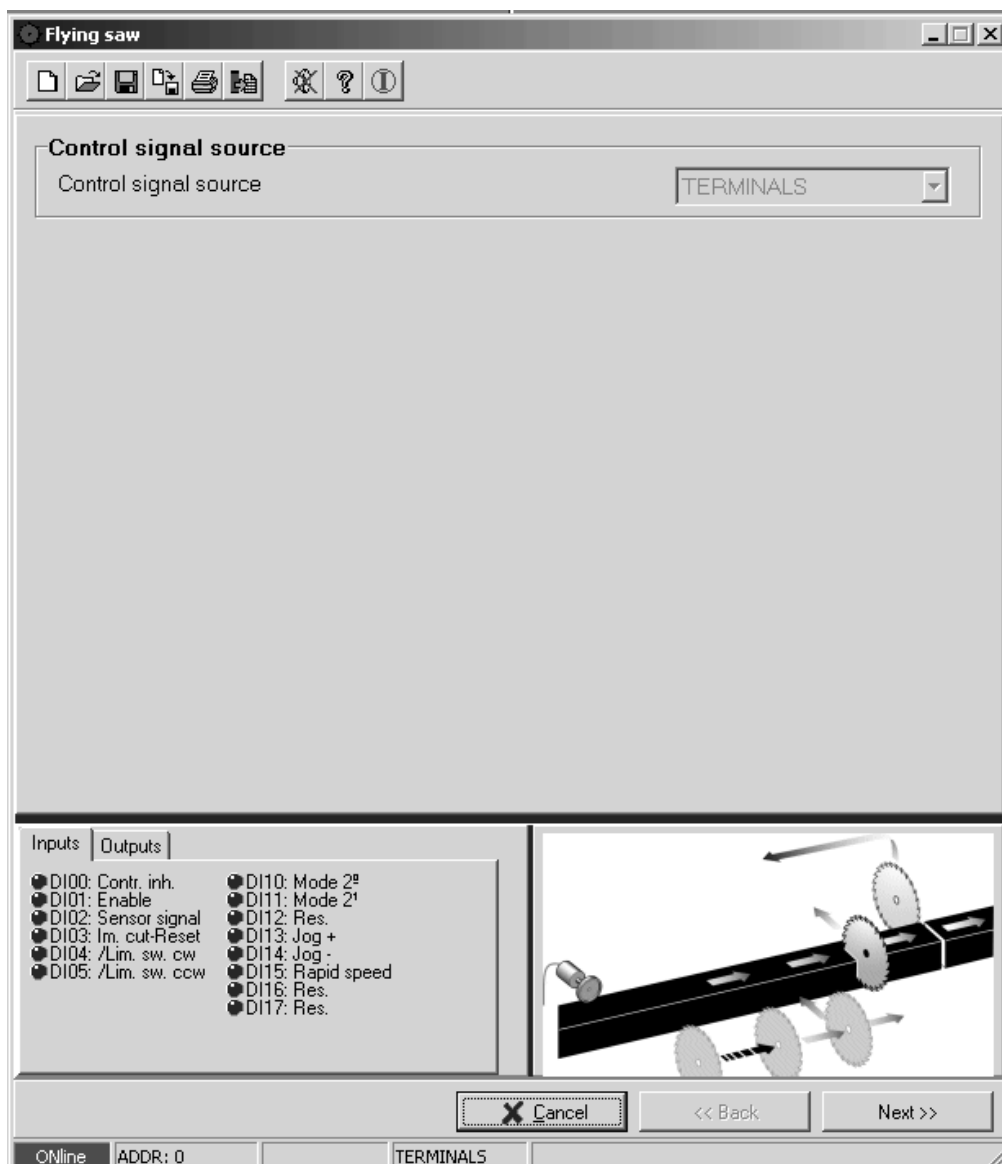 Flying saw
Control signal source
Control signal source TERMINALS
Inputs Outputs
DI00: Contr. inh. DI10: Mode 2º
DI01: Enable DI11: Mode 2¹
DI02: Sensor signal DI12: Res.
DI03: Im. cut-Reset DI13: Jog +
DI04: /Lim. sw. cw DI14: Jog -
DI05: /Lim. sw. ccw DI15: Rapid speed
DI16: Res.
DI17: Res.
Cancel << Back Next >>
ONline ADDR: 0 TERMINALS